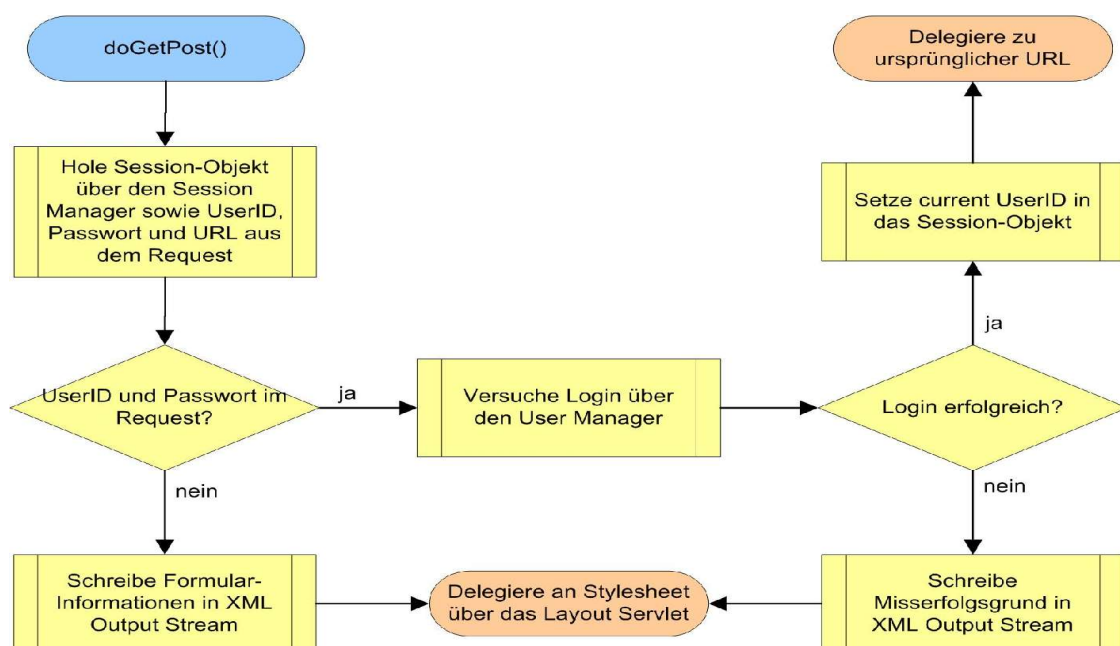 doGetPost()
Hole Session-Objekt
über den Session
Manager sowie UserID,
Passwort und URL aus
dem Request
UserID und Passwort im
Request?
ja
nein
Schreibe Formular-
Informationen in XML
Output Stream
Versuche Login über
den User Manager
Delegiere an Stylesheet
über das Layout Servlet
Delegiere zu
ursprünglicher URL
Setze current UserID in
das Session-Objekt
ja
Login erfolgreich?
nein
Schreibe
Misserfolgsgrund in
XML Output Stream